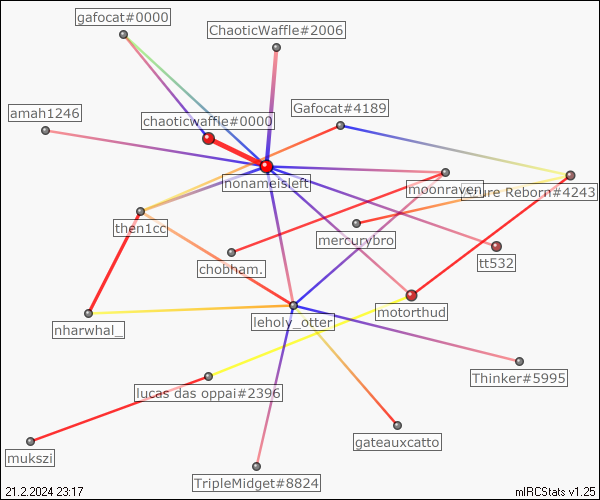 gafocat#0000
ChaoticWaffle#2006
amah1246
chaoticwaffle#0000
Gafocat#4189
nonameisleft
moonraven
ure Reborn#4243
then1cc
mercurybro
chobham.
tt532
motorthud
nharwhal_
leholy_otter
Thinker#5995
lucas das oppai#2396
gateauxcatto
mukszi
TripleMidget#8824
21.2.2024 23:17
mIRCStats v1.25